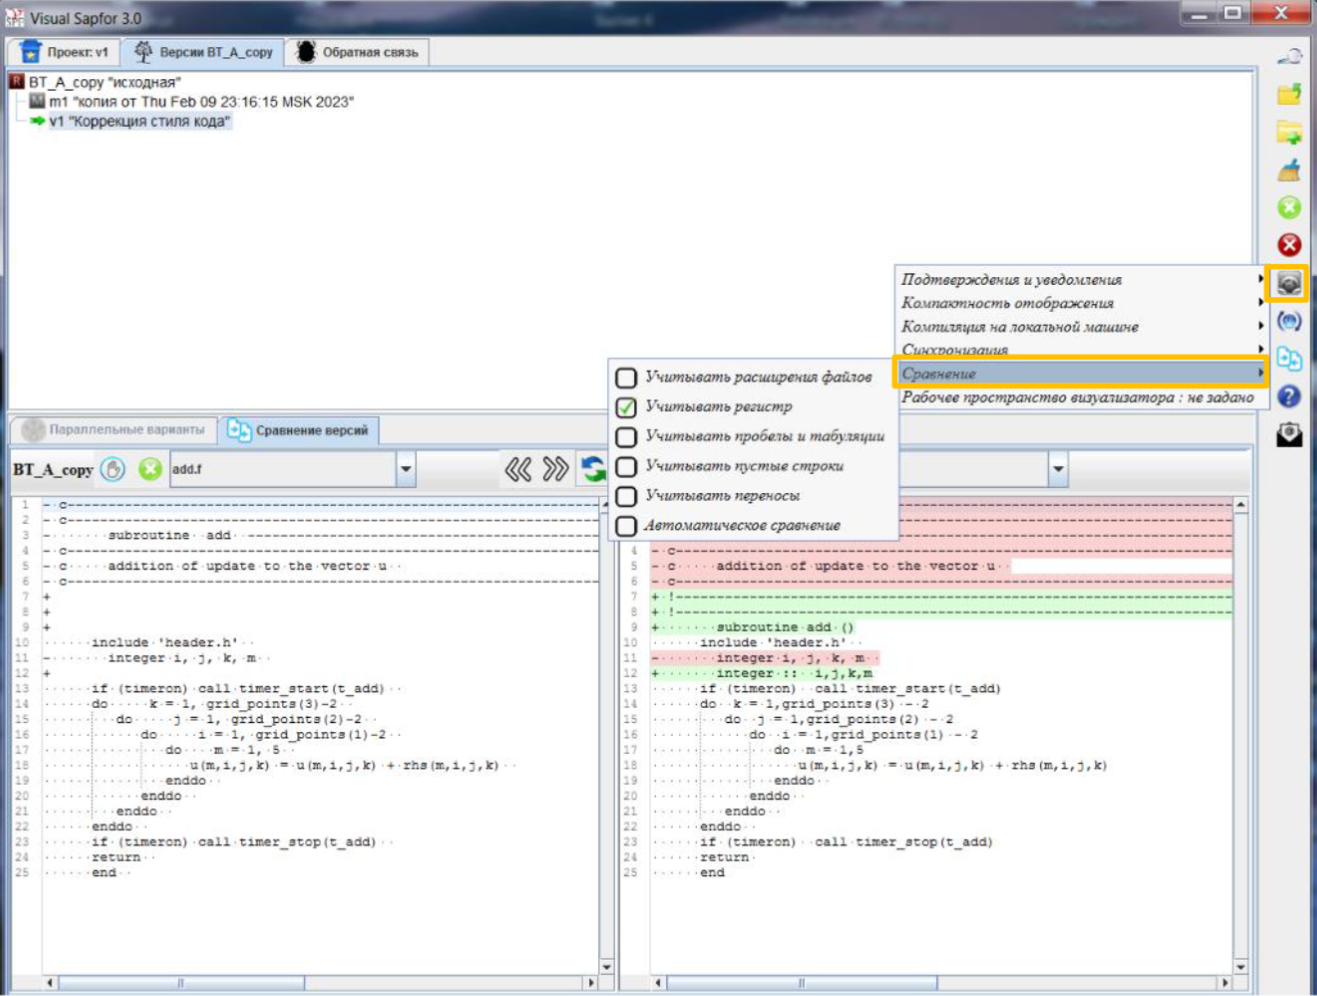 Visual Sapfor 3.0
Проект: v1
Версии BT_A_copy
Обратная связь
BT_A_copy "исходная"
m1 "копия от Thu Feb 09 23:16:15 MSK 2023"
v1 "Коррекция стиля кода"
Подтверждения и уведомления
Компактность отображения
Компиляция на локальной машине
Синхронизация
Сравнение
Рабочее пространство визуализатора : не задано
Учитывать расширения файлов
Учитывать регистр
Учитывать пробелы и табуляции
Учитывать пустые строки
Учитывать переносы
Автоматическое сравнение
Параллельные варианты
Сравнение версий
BT_A_copy
add.f
1 - c---------------------------------------------------------------
2 - c
3 - subroutine add ------------------------------------------
4 - c---------------------------------------------------------------
5 - c addition of update to the vector u
6 - c---------------------------------------------------------------
7 +
8 +
9 +
10 include 'header.h'
11 - integer i, j, k, m
12 +
13 if (timeron) call timer_start(t_add)
14 do k = 1, grid_points(3)-2
15 do j = 1, grid_points(2)-2
16 do i = 1, grid_points(1)-2
17 do m = 1, 5
18 u(m,i,j,k) = u(m,i,j,k) + rhs(m,i,j,k)
19 enddo
20 enddo
21 enddo
22 enddo
23 if (timeron) call timer_stop(t_add)
24 return
25 end
4 - c---------------------------------------------------------------
5 - c addition of update to the vector u
6 - c---------------------------------------------------------------
7 + !---------------------------------------------------------------
8 + !---------------------------------------------------------------
9 + subroutine add ()
10 include 'header.h'
11 - integer i, j, k, m
12 + integer :: i,j,k,m
13 if (timeron) call timer_start(t_add)
14 do k = 1,grid_points(3) - 2
15 do j = 1,grid_points(2) - 2
16 do i = 1,grid_points(1) - 2
17 do m = 1,5
18 u(m,i,j,k) = u(m,i,j,k) + rhs(m,i,j,k)
19 enddo
20 enddo
21 enddo
22 enddo
23 if (timeron) call timer_stop(t_add)
24 return
25 end